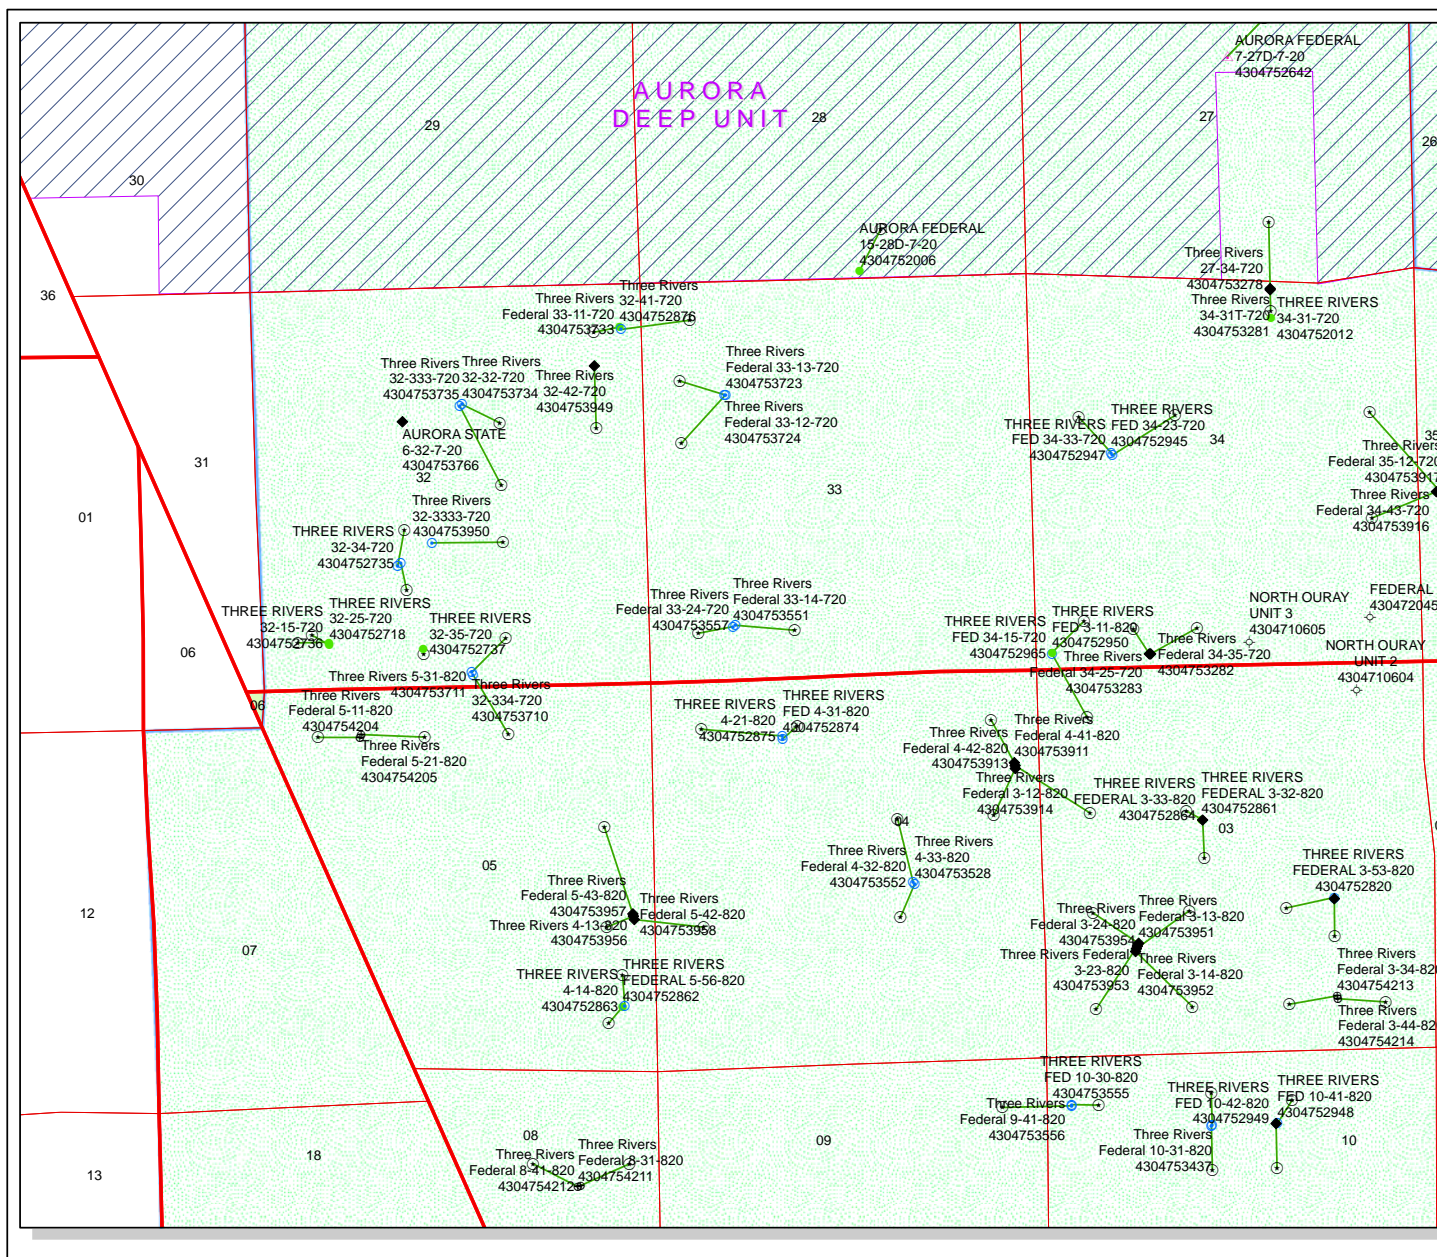 AURORA FEDERAL
7-27D-7-20
4304752642
AURORA
DEEP UNIT
29
28
27
26
30
AURORA FEDERAL
15-28D-7-20
4304752006
Three Rivers
27-34-720
4304753278
Three Rivers
34-31T-720
4304753281
THREE RIVERS
34-31-720
4304752012
36
Three Rivers
32-41-720
4304752876
Three Rivers
Federal 33-11-720
4304753733
Three Rivers
32-333-720
4304753735
Three Rivers
32-32-720
4304753734
Three Rivers
32-42-720
4304753949
Three Rivers
Federal 33-13-720
4304753723
Three Rivers
Federal 33-12-720
4304753724
AURORA STATE
6-32-7-20
4304753766
32
31
33
34
35
THREE RIVERS
FED 34-33-720
4304752947
THREE RIVERS
FED 34-23-720
4304752945
Three Rivers
Federal 35-12-720
4304753917
Three Rivers
Federal 34-43-720
4304753916
01
Three Rivers
32-3333-720
4304753950
THREE RIVERS
32-34-720
4304752735
THREE RIVERS
32-15-720
4304752736
THREE RIVERS
32-25-720
4304752718
THREE RIVERS
32-35-720
4304752737
Three Rivers
Federal 33-24-720
4304753557
Three Rivers
Federal 33-14-720
4304753551
THREE RIVERS
FED 34-15-720
4304752965
THREE RIVERS
FED 3-11-820
4304752950
Three Rivers
Federal 34-35-720
4304753282
Three Rivers
Federal 34-25-720
4304753283
NORTH OURAY
UNIT 3
4304710605
FEDERAL
430472045
NORTH OURAY
UNIT 2
4304710604
06
06
Three Rivers 5-31-820
4304753711
Three Rivers
32-334-720
4304753710
Three Rivers
Federal 5-11-820
4304754204
Three Rivers
Federal 5-21-820
4304754205
THREE RIVERS
4-21-820
4304752875
THREE RIVERS
FED 4-31-820
4304752874
Three Rivers
Federal 4-42-820
4304753913
Three Rivers
Federal 4-41-820
4304753911
Three Rivers
Federal 3-12-820
4304753914
THREE RIVERS
FEDERAL 3-33-820
4304752864
THREE RIVERS
FEDERAL 3-32-820
4304752861
04
03
05
Three Rivers
Federal 4-32-820
4304753552
Three Rivers
4-33-820
4304753528
THREE RIVERS
FEDERAL 3-53-820
4304752820
12
07
Three Rivers
Federal 5-43-820
4304753957
Three Rivers
Federal 5-42-820
4304753958
Three Rivers 4-13-820
4304753956
Three Rivers
Federal 3-24-820
4304753954
Three Rivers
Federal 3-13-820
4304753951
Three Rivers Federal
3-23-820
4304753953
Three Rivers
Federal 3-14-820
4304753952
THREE RIVERS
4-14-820
4304752863
THREE RIVERS
FEDERAL 5-56-820
4304752862
Three Rivers
Federal 3-34-820
4304754213
Three Rivers
Federal 3-44-82
4304754214
THREE RIVERS
FED 10-30-820
4304753555
Three Rivers
Federal 9-41-820
4304753556
THREE RIVERS
FED 10-42-820
4304752949
THREE RIVERS
FED 10-41-820
4304752948
Three Rivers
Federal 10-31-820
4304753437
08
09
10
18
13
Three Rivers
Federal 8-41-820
4304754212
Three Rivers
Federal 8-31-820
4304754211